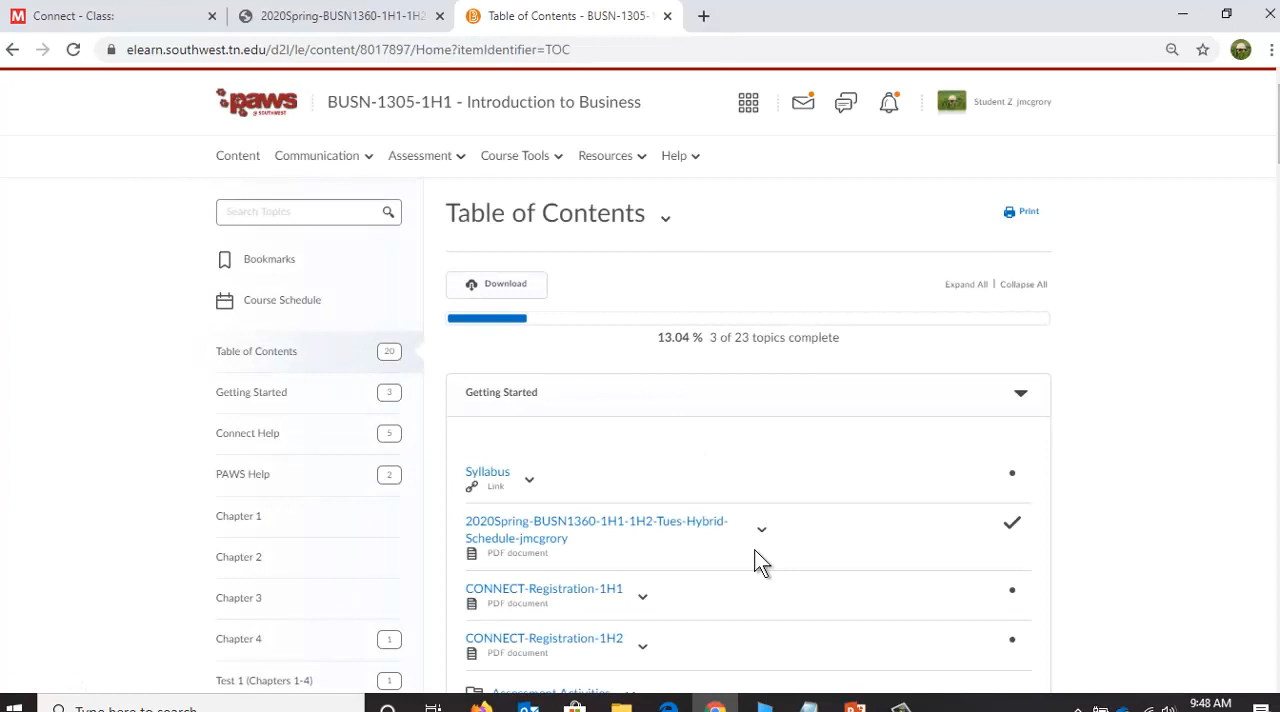 Connect - Class:
2020Spring-BUSN1360-1H1-1H2
Table of Contents - BUSN-1305-
elearn.southwest.tn.edu/d2l/le/content/8017897/Home?itemIdentifier=TOC
paws
@ SOUTHWEST
BUSN-1305-1H1 - Introduction to Business
Student Z jmcgrory
Content Communication Assessment Course Tools Resources Help
Search Topics
Bookmarks
Course Schedule
Table of Contents 20
Getting Started 3
Connect Help 5
PAWS Help 2
Chapter 1
Chapter 2
Chapter 3
Chapter 4 1
Test 1 (Chapters 1-4) 1
Table of Contents
Print
Download
Expand All | Collapse All
13.04 % 3 of 23 topics complete
Getting Started
Syllabus
Link
2020Spring-BUSN1360-1H1-1H2-Tues-Hybrid-
Schedule-jmcgrory
PDF document
CONNECT-Registration-1H1
PDF document
CONNECT-Registration-1H2
PDF document
Assessment Activities
Type here to search
9:48 AM